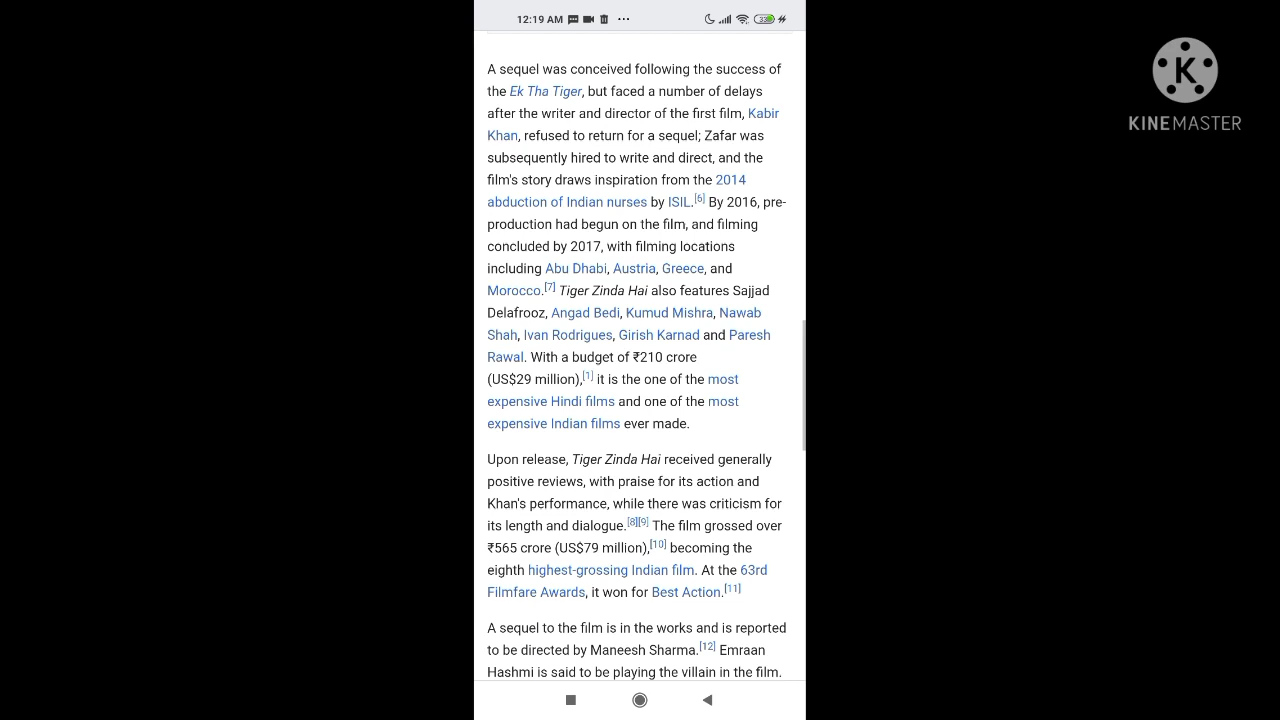 12:19 AM
33
KINEMASTER
A sequel was conceived following the success of
the Ek Tha Tiger, but faced a number of delays
after the writer and director of the first film, Kabir
Khan, refused to return for a sequel; Zafar was
subsequently hired to write and direct, and the
film's story draws inspiration from the 2014
abduction of Indian nurses by ISIL.[6] By 2016, pre-
production had begun on the film, and filming
concluded by 2017, with filming locations
including Abu Dhabi, Austria, Greece, and
Morocco.[7] Tiger Zinda Hai also features Sajjad
Delafrooz, Angad Bedi, Kumud Mishra, Nawab
Shah, Ivan Rodrigues, Girish Karnad and Paresh
Rawal. With a budget of ₹210 crore
(US$29 million),[1] it is the one of the most
expensive Hindi films and one of the most
expensive Indian films ever made.
Upon release, Tiger Zinda Hai received generally
positive reviews, with praise for its action and
Khan's performance, while there was criticism for
its length and dialogue.[8][9] The film grossed over
₹565 crore (US$79 million),[10] becoming the
eighth highest-grossing Indian film. At the 63rd
Filmfare Awards, it won for Best Action.[11]
A sequel to the film is in the works and is reported
to be directed by Maneesh Sharma.[12] Emraan
Hashmi is said to be playing the villain in the film.